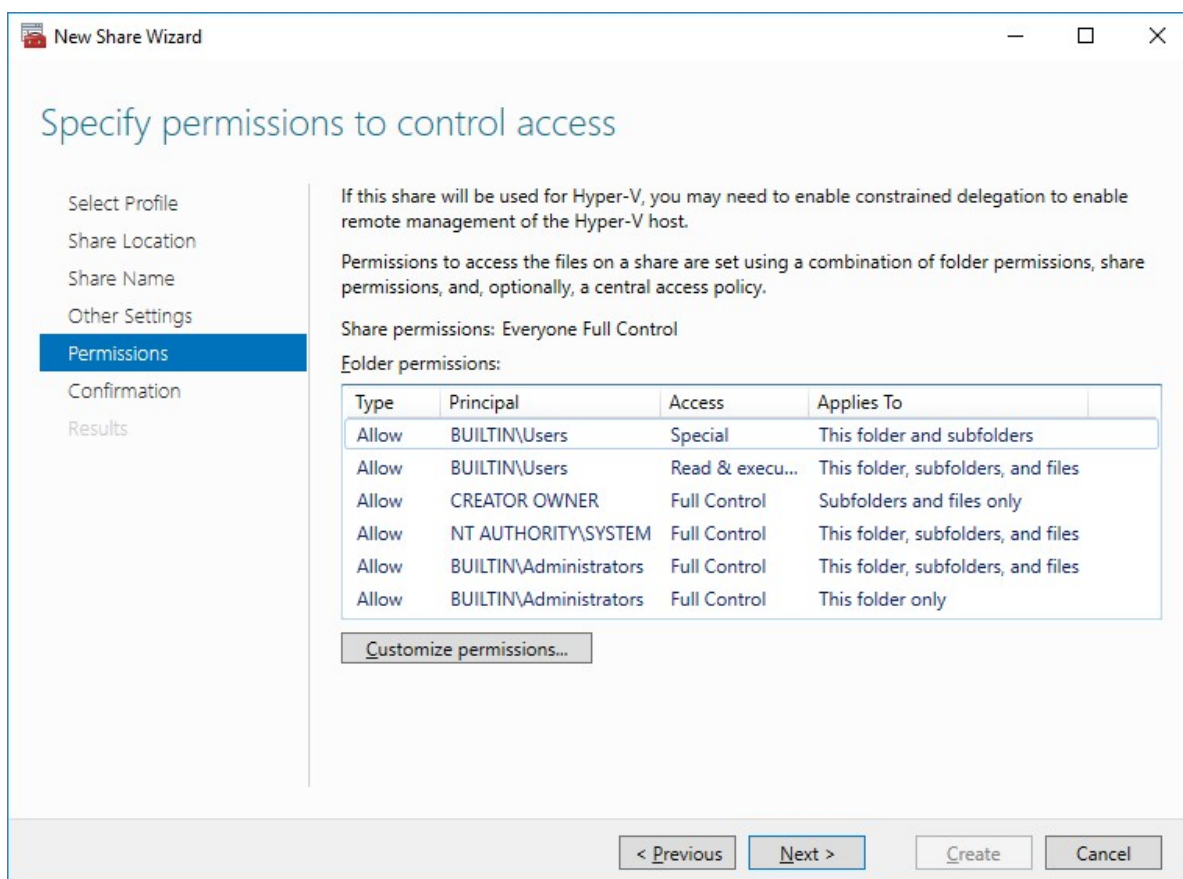 New Share Wizard
Specify permissions to control access
Select Profile
Share Location
Share Name
Other Settings
Permissions
Confirmation
Results
If this share will be used for Hyper-V, you may need to enable constrained delegation to enable
remote management of the Hyper-V host.
Permissions to access the files on a share are set using a combination of folder permissions, share
permissions, and, optionally, a central access policy.
Share permissions: Everyone Full Control
Folder permissions:
Type Principal Access Applies To
Allow BUILTIN\Users Special This folder and subfolders
Allow BUILTIN\Users Read & execu... This folder, subfolders, and files
Allow CREATOR OWNER Full Control Subfolders and files only
Allow NT AUTHORITY\SYSTEM Full Control This folder, subfolders, and files
Allow BUILTIN\Administrators Full Control This folder, subfolders, and files
Allow BUILTIN\Administrators Full Control This folder only
Customize permissions...
< Previous Next > Create Cancel